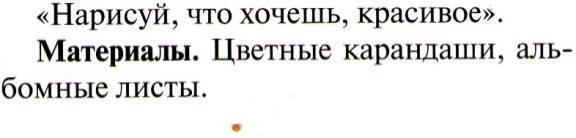 «Нарисуй, что хочешь, красивое».
Материалы. Цветные карандаши, аль-
бомные листы.